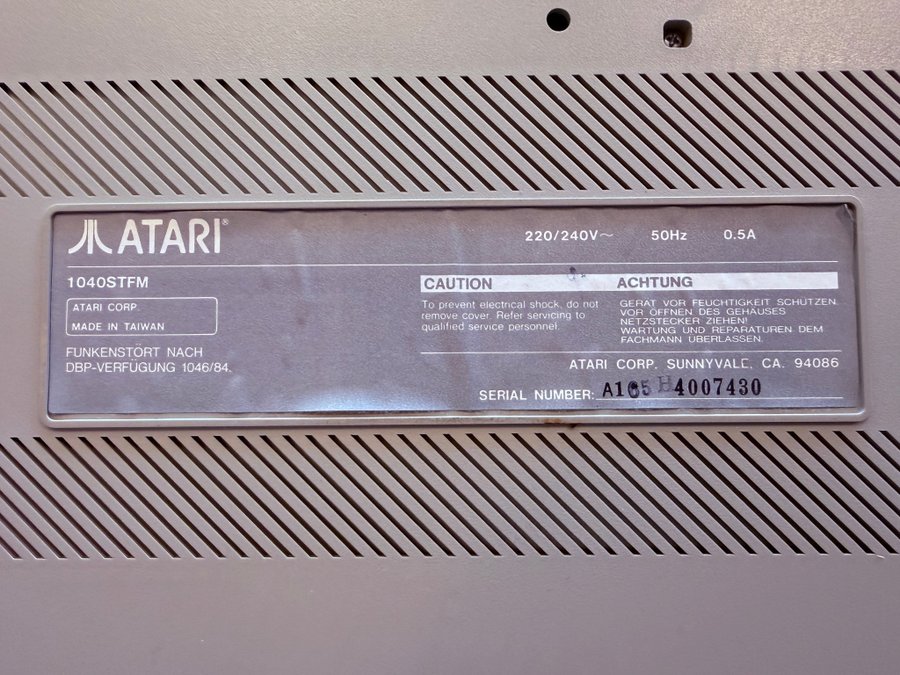 ATARI®
220/240V~ 50Hz 0.5A
1040STFM
ATARI CORP.
MADE IN TAIWAN
FUNKENSTÖRT NACH
DBP-VERFÜGUNG 1046/84.
CAUTION
To prevent electrical shock, do not
remove cover. Refer servicing to
qualified service personnel.
ACHTUNG
GERÄT VOR FEUCHTIGKEIT SCHÜTZEN
VOR ÖFFNEN DES GEHÄUSES
NETZSTECKER ZIEHEN!
WARTUNG UND REPARATUREN DEM
FACHMANN ÜBERLASSEN.
ATARI CORP. SUNNYVALE, CA. 94086
SERIAL NUMBER: A165H4007430